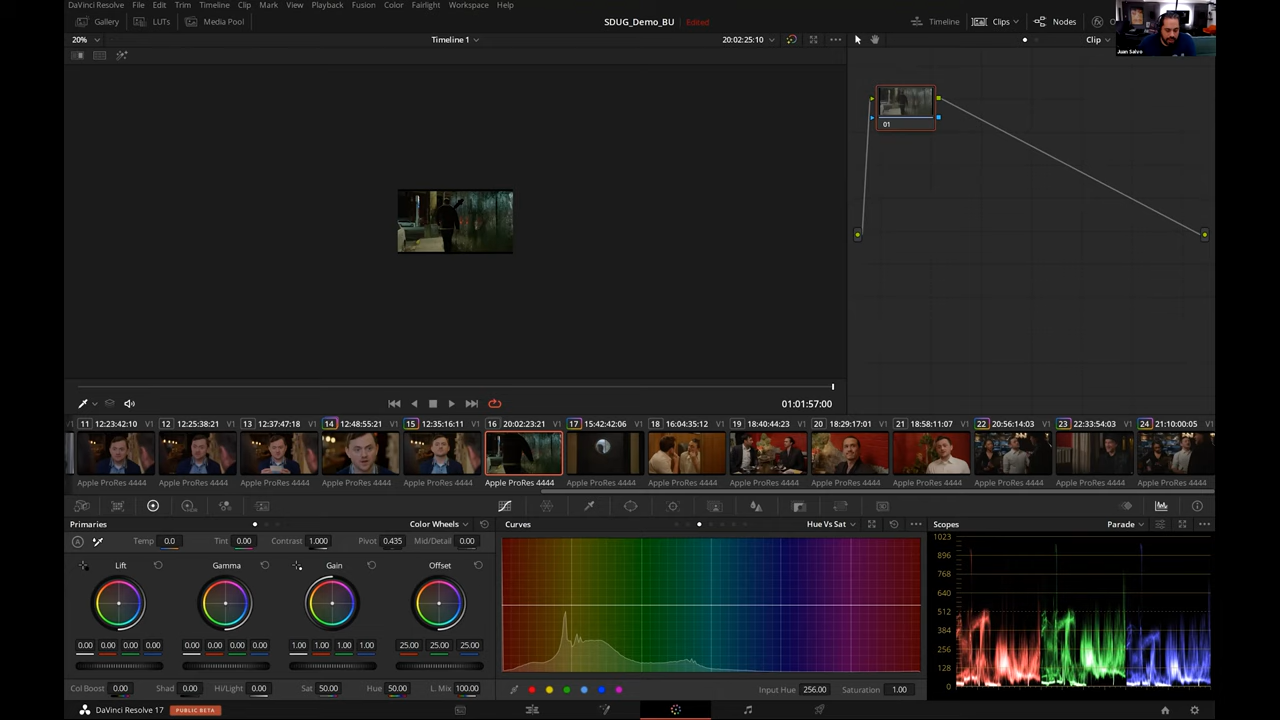 DaVinci Resolve File Edit Trim Timeline Clip Mark View Playback Fusion Color Fairlight Workspace Help
Gallery LUTs Media Pool SDUG_Demo_BU Edited Timeline Clips Nodes
20% Timeline 1 20:02:25:10 Clip
Juan Salvo
01
01:01:57:00
11 12:23:42:10 V1 12 12:25:38:21 V1 13 12:37:47:18 V1 14 12:48:55:21 V1 15 12:35:16:11 V1 16 20:02:23:21 V1 17 15:42:42:06 V1 18 16:04:35:12 V1 19 18:40:44:23 V1 20 18:29:17:01 V1 21 18:58:11:07 V1 22 20:56:14:03 V1 23 22:33:54:03 V1 24 21:10:00:05 V1
Apple ProRes 4444 Apple ProRes 4444 Apple ProRes 4444 Apple ProRes 4444 Apple ProRes 4444 Apple ProRes 4444 Apple ProRes 4444 Apple ProRes 4444 Apple ProRes 4444 Apple ProRes 4444 Apple ProRes 4444 Apple ProRes 4444 Apple ProRes 4444 Apple ProRes 4444
Primaries Color Wheels Curves Hue Vs Sat Scopes Parade
A Temp 0.0 Tint 0.00 Contrast 1.000 Pivot 0.435 Mid/Detail 0.00
Lift Gamma Gain Offset
0.00 0.00 0.00 0.00 0.00 0.00 0.00 0.00 1.00 1.00 1.00 1.00 25.00 25.00 25.00
Col Boost 0.00 Shad 0.00 Hi/Light 0.00 Sat 50.00 Hue 50.00 L. Mix 100.00
Input Hue 256.00 Saturation 1.00
1023
896
768
640
512
384
256
128
0
DaVinci Resolve 17 PUBLIC BETA